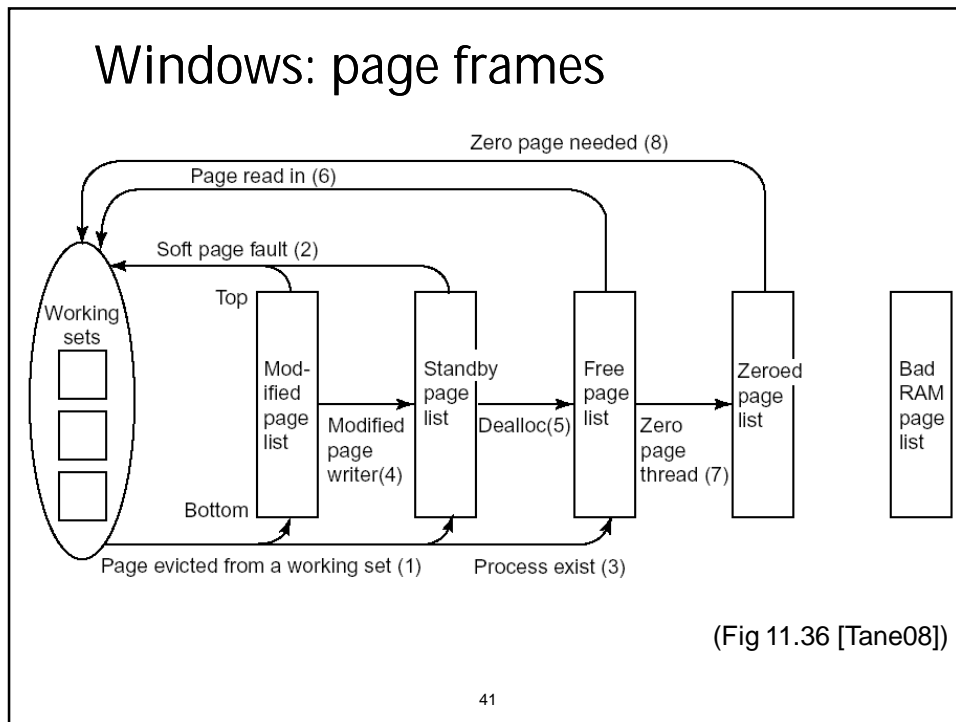 Windows: page frames
Zero page needed (8)
Page read in (6)
Soft page fault (2)
Top
Working
sets
Mod-
ified
page
list
Modified
page
writer(4)
Standby
page
list
Dealloc(5)
Free
page
list
Zero
page
thread (7)
Zeroed
page
list
Bad
RAM
page
list
Bottom
Page evicted from a working set (1)
Process exist (3)
(Fig 11.36 [Tane08])
41